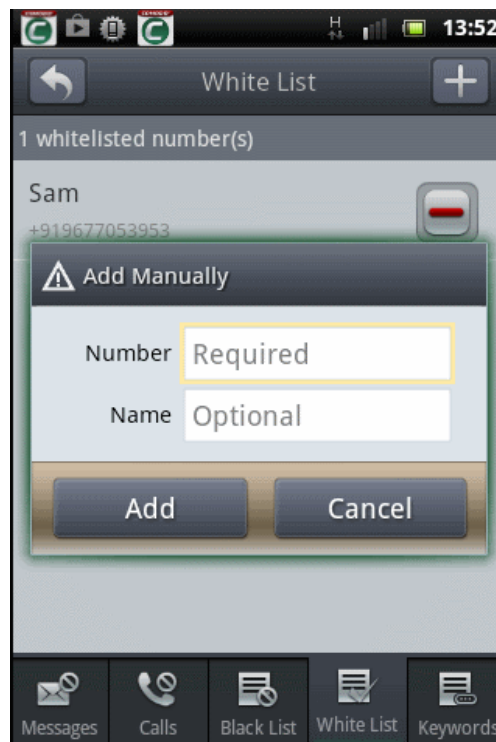 H
13:52
White List
1 whitelisted number(s)
Sam
+919677053953
Add Manually
Number Required
Name Optional
Add Cancel
Messages Calls Black List White List Keywords